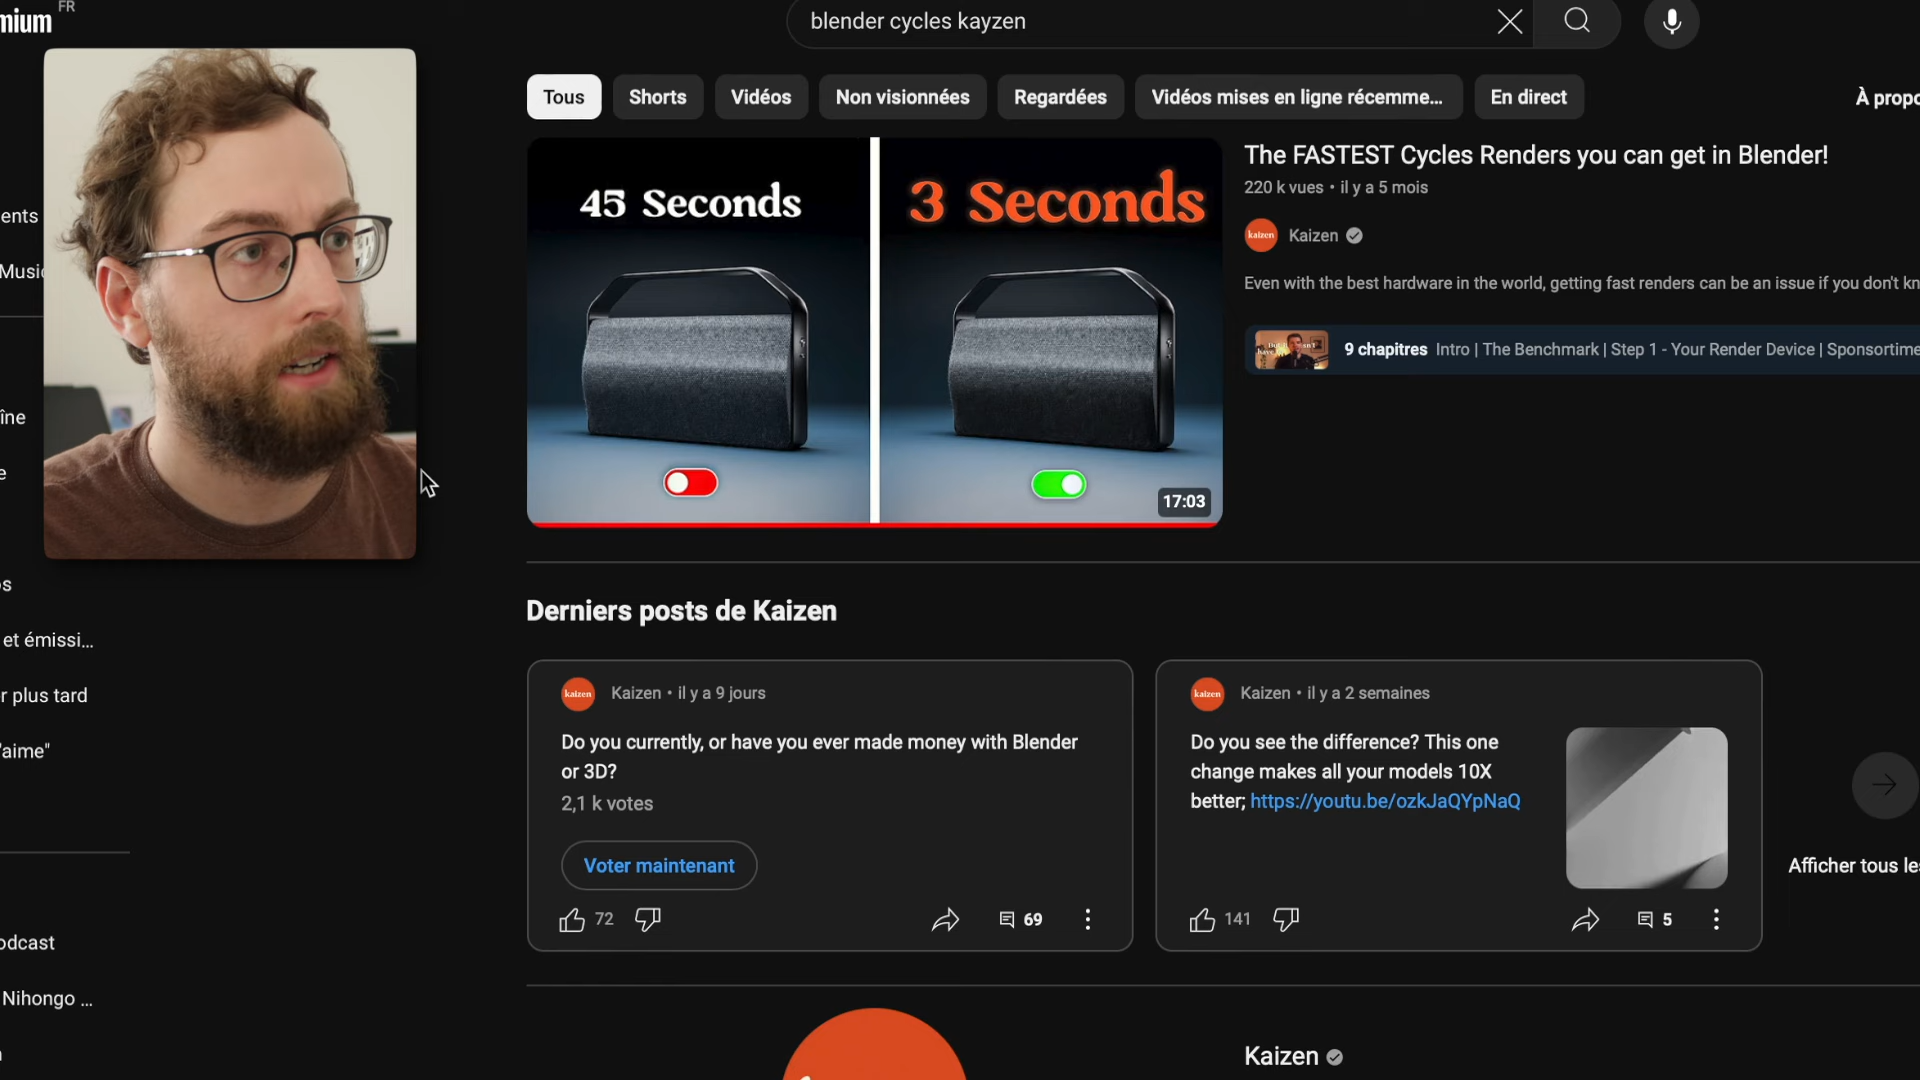 mium FR
blender cycles kayzen
Tous
Shorts
Vidéos
Non visionnées
Regardées
Vidéos mises en ligne récemme...
En direct
À propo
ents
Music
îne
e
os
et émissi...
r plus tard
'aime"
odcast
Nihongo ...
45 Seconds
3 Seconds
17:03
The FASTEST Cycles Renders you can get in Blender!
220 k vues • il y a 5 mois
kaizen Kaizen
Even with the best hardware in the world, getting fast renders can be an issue if you don't kn
9 chapitres Intro | The Benchmark | Step 1 - Your Render Device | Sponsortime
Derniers posts de Kaizen
kaizen Kaizen • il y a 9 jours
Do you currently, or have you ever made money with Blender
or 3D?
2,1 k votes
Voter maintenant
72
69
kaizen Kaizen • il y a 2 semaines
Do you see the difference? This one
change makes all your models 10X
better; https://youtu.be/ozkJaQYpNaQ
141
5
Afficher tous les
Kaizen